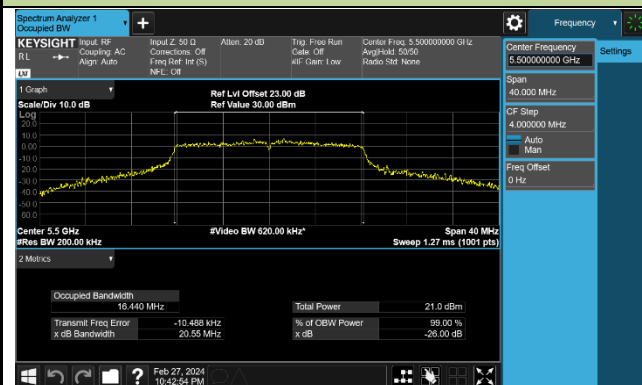 Spectrum Analyzer 1
Occupied BW
Frequency
KEYSIGHT Input: RF Input Z: 50 Ω Atten: 20 dB Trig: Free Run Center Freq: 5.500000000 GHz
RL Coupling: AC Corrections: Off Gate: Off Avg|Hold: 50/50
Align: Auto Freq Ref: Int (S) #IF Gain: Low Radio Std: None
NFE: Off
LXI
1 Graph
Ref Lvl Offset 23.00 dB
Scale/Div 10.0 dB Ref Value 30.00 dBm
Log
20.0
10.0
0.00
-10.0
-20.0
-30.0
-40.0
-50.0
-60.0
Center 5.5 GHz #Video BW 620.00 kHz* Span 40 MHz
#Res BW 200.00 kHz Sweep 1.27 ms (1001 pts)
2 Metrics
Occupied Bandwidth
16.440 MHz Total Power 21.0 dBm
Transmit Freq Error -10.488 kHz % of OBW Power 99.00 %
x dB Bandwidth 20.55 MHz x dB -26.00 dB
Feb 27, 2024
10:42:54 PM
Center Frequency
5.500000000 GHz
Settings
Span
40.000 MHz
CF Step
4.000000 MHz
Auto
Man
Freq Offset
0 Hz